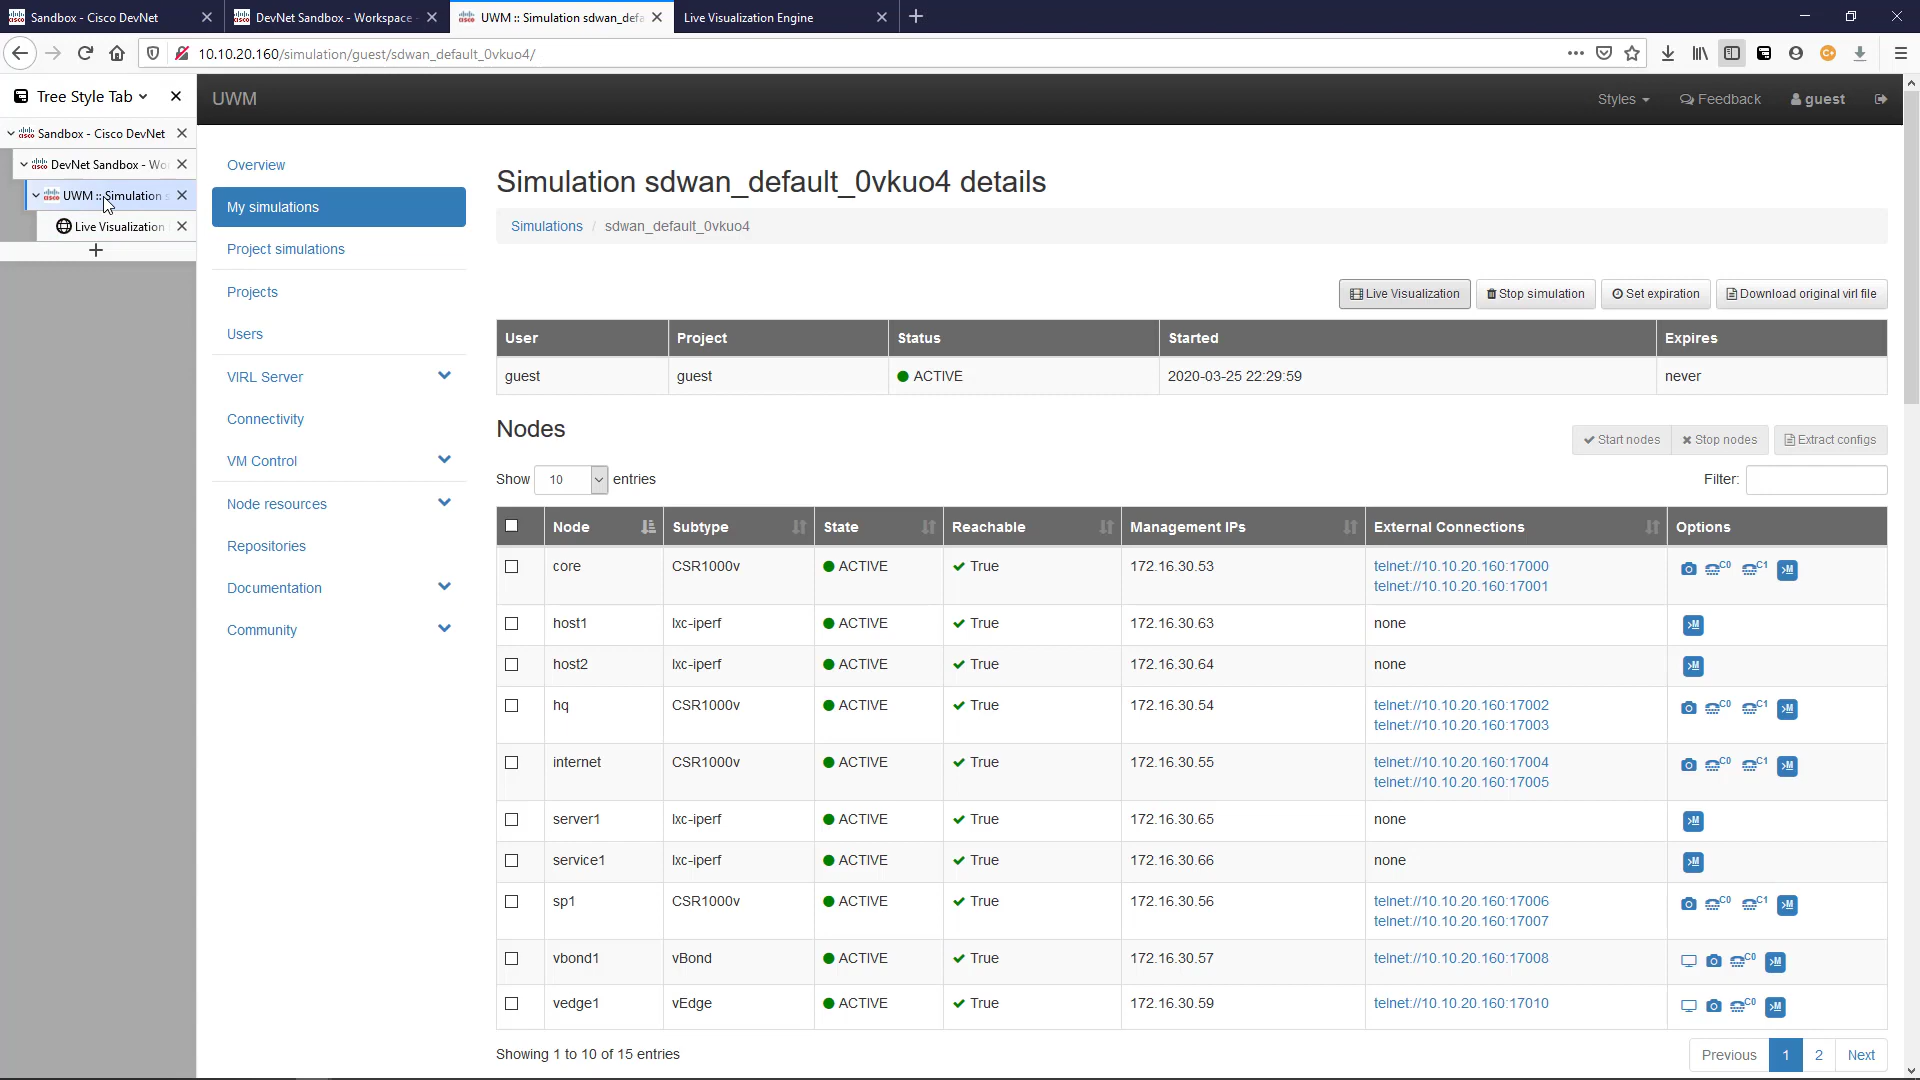 Sandbox - Cisco DevNet
DevNet Sandbox - Workspace
UWM :: Simulation sdwan_defa
Live Visualization Engine
10.10.20.160/simulation/guest/sdwan_default_0vkuo4/
Tree Style Tab
Sandbox - Cisco DevNet
DevNet Sandbox - Wo
UWM :: Simulation
Live Visualization
UWM
Styles
Feedback
guest
Overview
My simulations
Project simulations
Projects
Users
VIRL Server
Connectivity
VM Control
Node resources
Repositories
Documentation
Community
Simulation sdwan_default_0vkuo4 details
Simulations / sdwan_default_0vkuo4
Live Visualization
Stop simulation
Set expiration
Download original virl file
User Project Status Started Expires
guest guest ACTIVE 2020-03-25 22:29:59 never
Nodes
Start nodes
Stop nodes
Extract configs
Show 10 entries
Filter:
Node Subtype State Reachable Management IPs External Connections Options
core CSR1000v ACTIVE True 172.16.30.53 telnet://10.10.20.160:17000 C0 C1 >M
telnet://10.10.20.160:17001
host1 lxc-iperf ACTIVE True 172.16.30.63 none >M
host2 lxc-iperf ACTIVE True 172.16.30.64 none >M
hq CSR1000v ACTIVE True 172.16.30.54 telnet://10.10.20.160:17002 C0 C1 >M
telnet://10.10.20.160:17003
internet CSR1000v ACTIVE True 172.16.30.55 telnet://10.10.20.160:17004 C0 C1 >M
telnet://10.10.20.160:17005
server1 lxc-iperf ACTIVE True 172.16.30.65 none >M
service1 lxc-iperf ACTIVE True 172.16.30.66 none >M
sp1 CSR1000v ACTIVE True 172.16.30.56 telnet://10.10.20.160:17006 C0 C1 >M
telnet://10.10.20.160:17007
vbond1 vBond ACTIVE True 172.16.30.57 telnet://10.10.20.160:17008 C0 >M
vedge1 vEdge ACTIVE True 172.16.30.59 telnet://10.10.20.160:17010 C0 >M
Showing 1 to 10 of 15 entries
Previous 1 2 Next